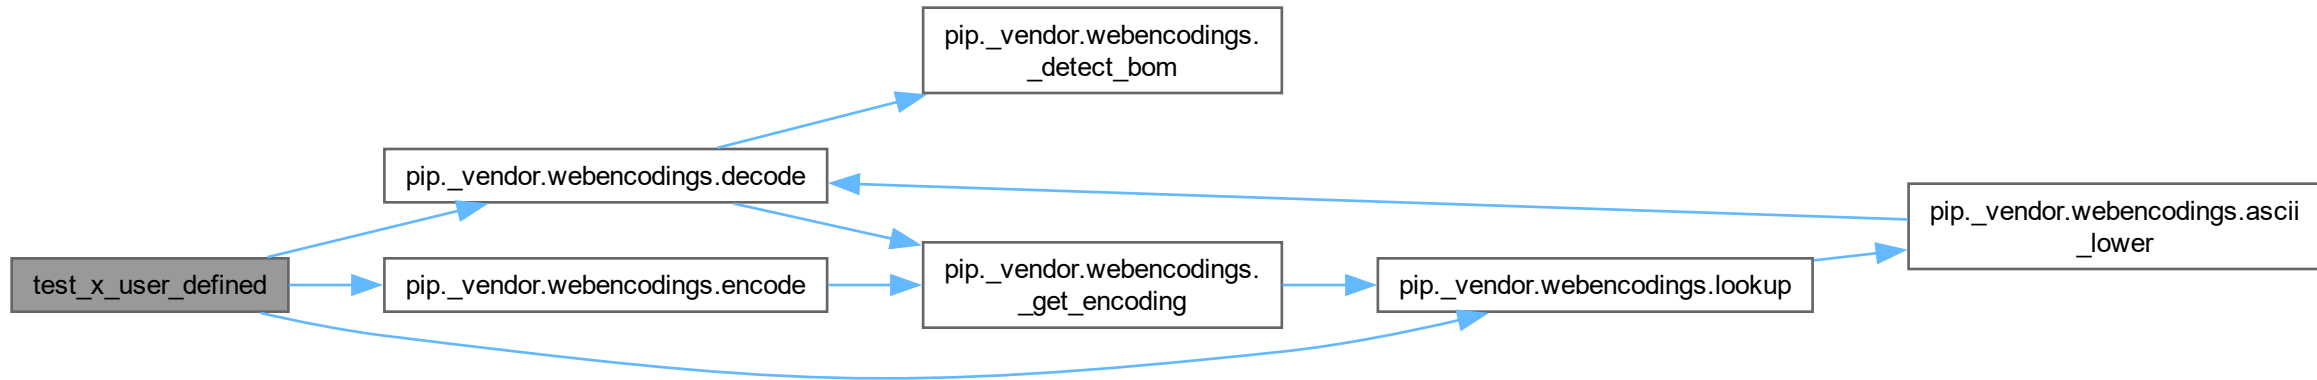 pip._vendor.webencodings.
_detect_bom
pip._vendor.webencodings.decode
pip._vendor.webencodings.ascii
_lower
test_x_user_defined
pip._vendor.webencodings.encode
pip._vendor.webencodings.
_get_encoding
pip._vendor.webencodings.lookup